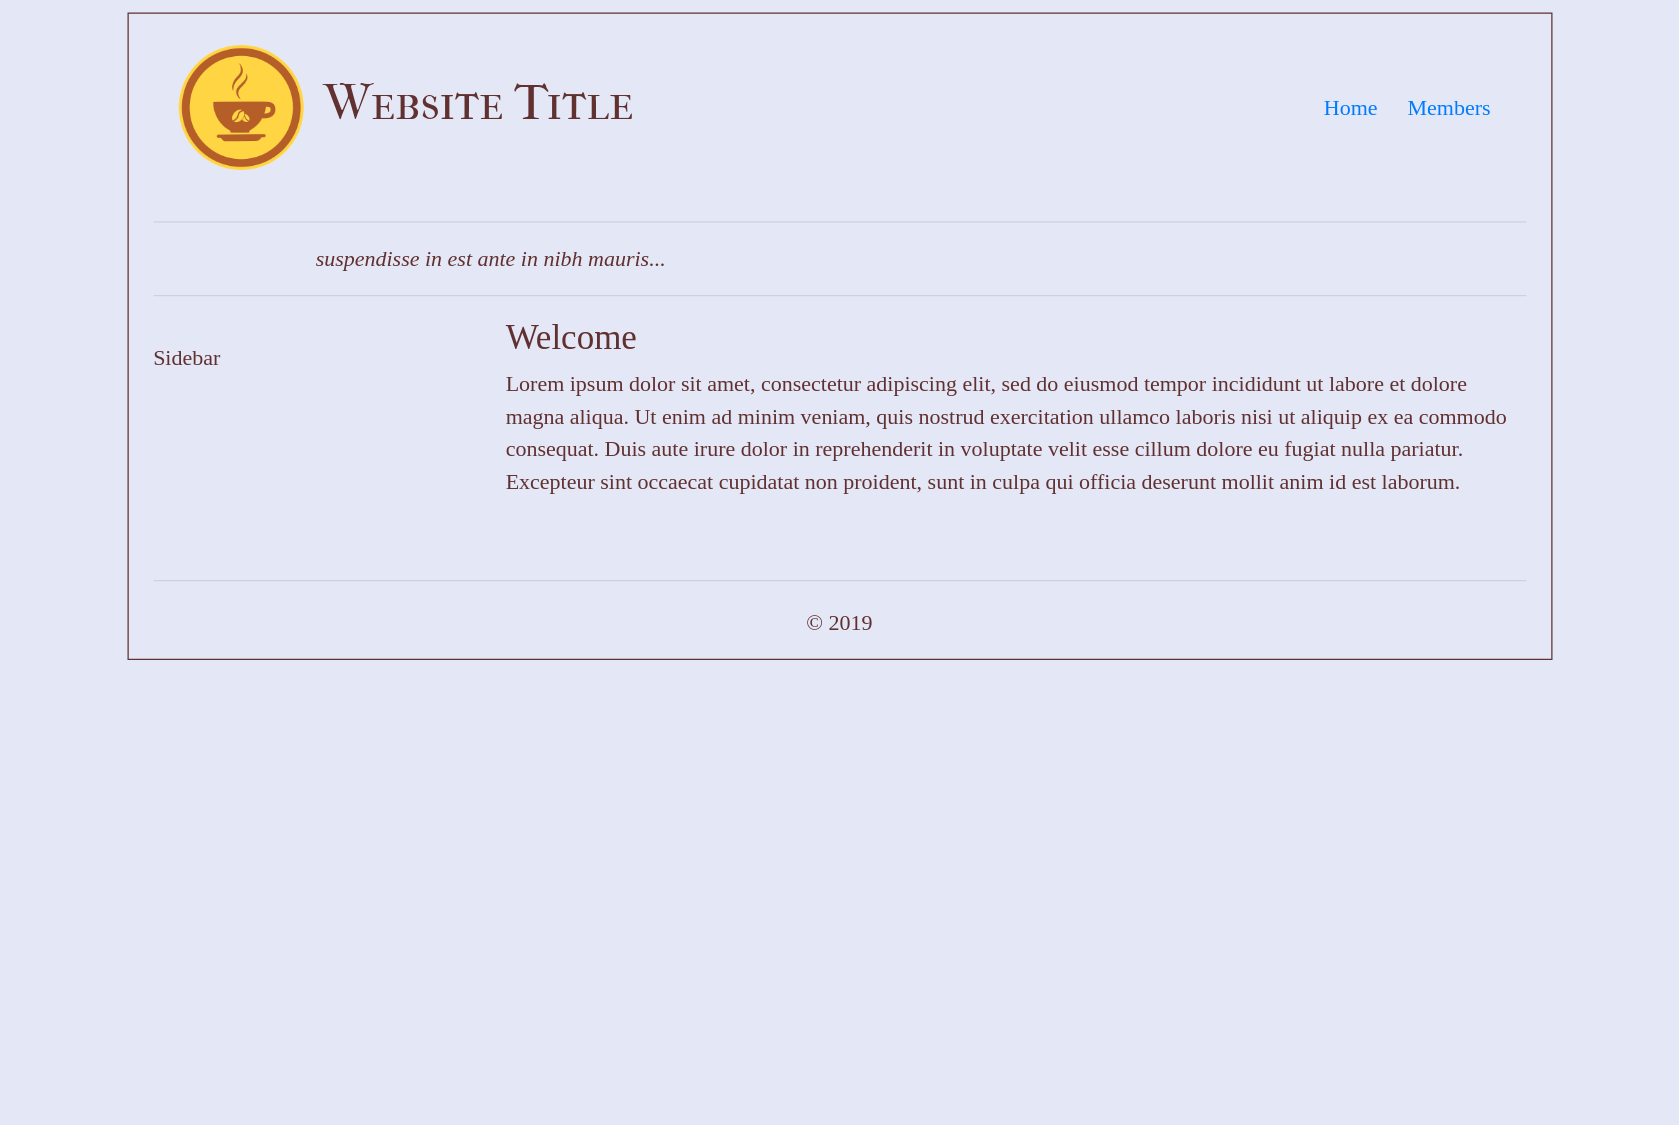 Website Title
Home Members
suspendisse in est ante in nibh mauris...
Sidebar
Welcome
Lorem ipsum dolor sit amet, consectetur adipiscing elit, sed do eiusmod tempor incididunt ut labore et dolore
magna aliqua. Ut enim ad minim veniam, quis nostrud exercitation ullamco laboris nisi ut aliquip ex ea commodo
consequat. Duis aute irure dolor in reprehenderit in voluptate velit esse cillum dolore eu fugiat nulla pariatur.
Excepteur sint occaecat cupidatat non proident, sunt in culpa qui officia deserunt mollit anim id est laborum.
© 2019